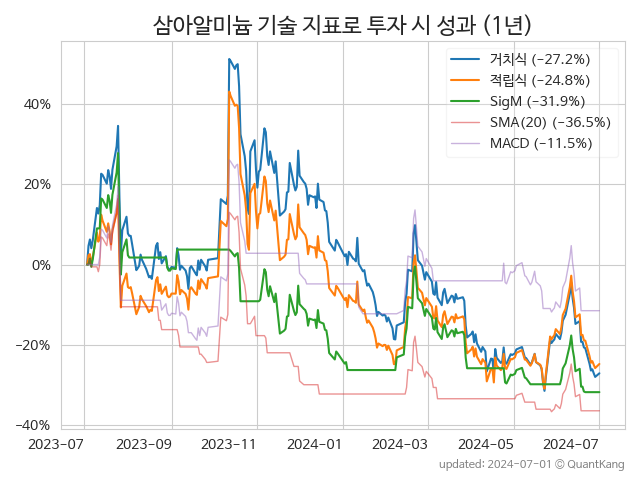 삼아알미늄 기술 지표로 투자 시 성과 (1년)
거치식 (−27.2%)
적립식 (−24.8%)
SigM (−31.9%)
SMA(20) (−36.5%)
MACD (−11.5%)
40%
20%
0%
−20%
−40%
2023-07 2023-09 2023-11 2024-01 2024-03 2024-05 2024-07
updated: 2024-07-01 © QuantKang